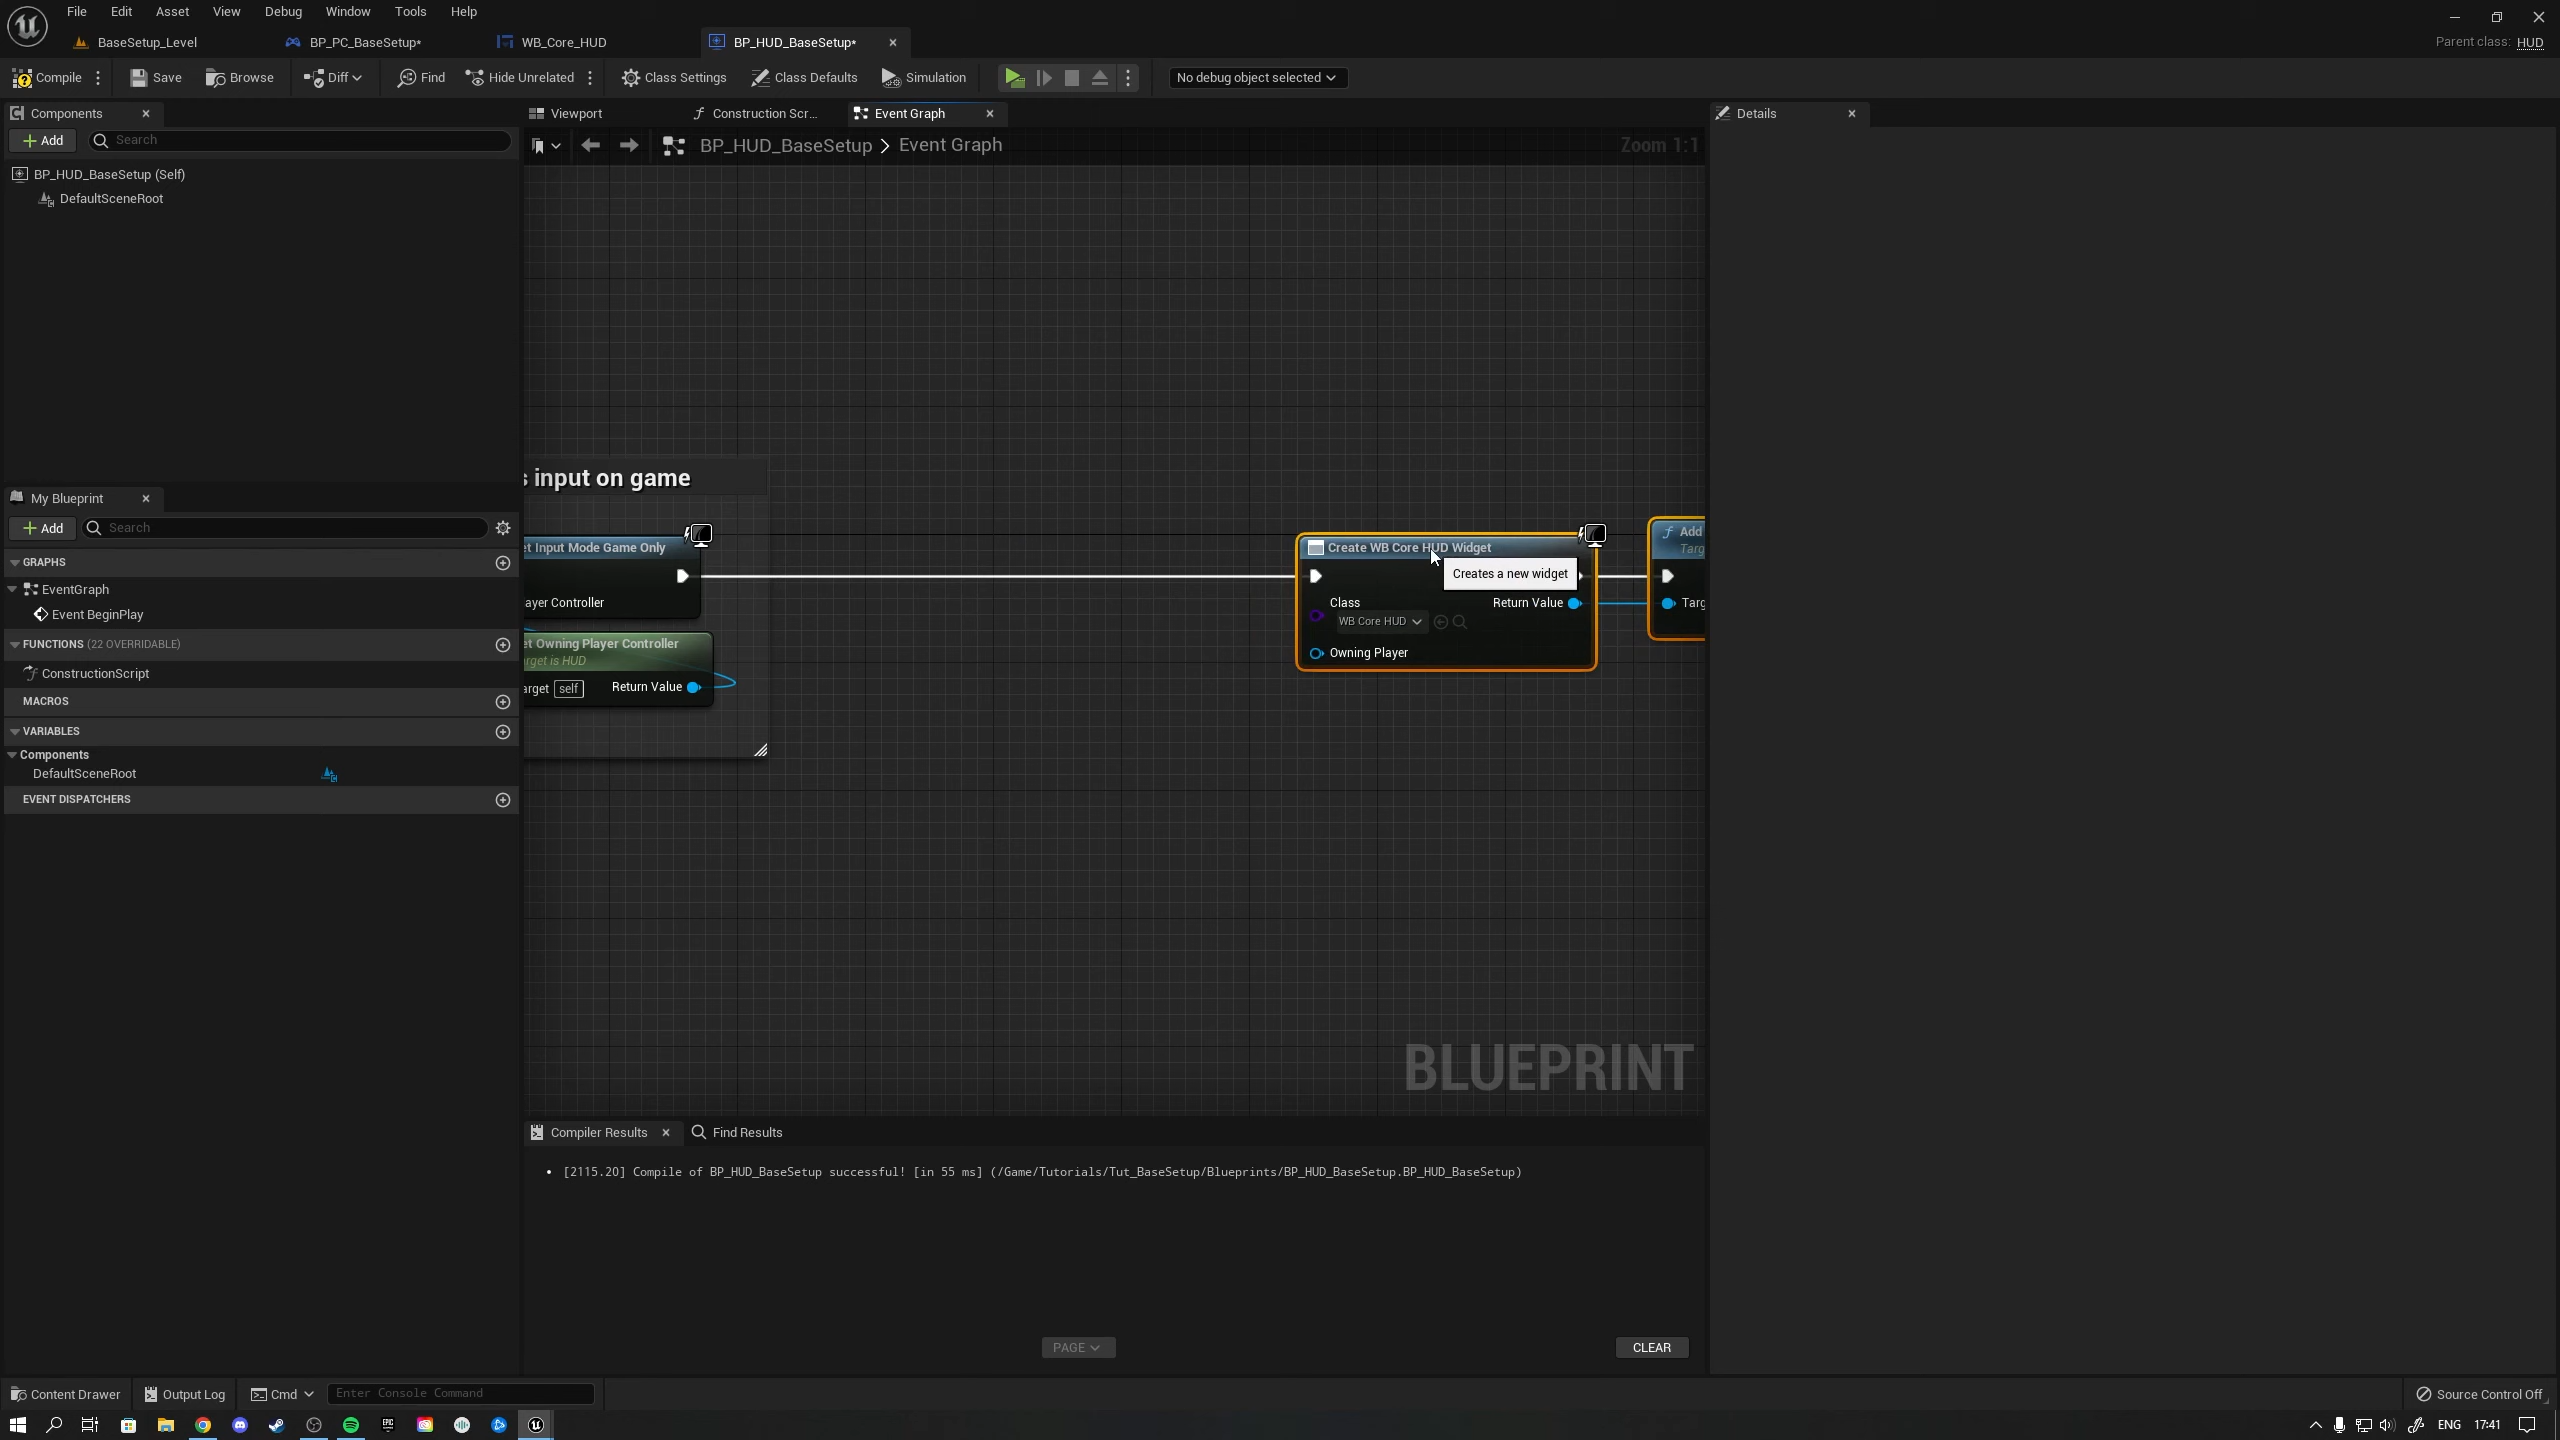 File Edit Asset View Debug Window Tools Help
BaseSetup_Level BP_PC_BaseSetup* WB_Core_HUD BP_HUD_BaseSetup*
Parent class: HUD
Compile Save Browse Diff Find Hide Unrelated Class Settings Class Defaults Simulation No debug object selected
Components
Add Search
BP_HUD_BaseSetup (Self)
DefaultSceneRoot
My Blueprint
Add Search
GRAPHS
EventGraph
Event BeginPlay
FUNCTIONS (22 OVERRIDABLE)
ConstructionScript
MACROS
VARIABLES
Components
DefaultSceneRoot
EVENT DISPATCHERS
Viewport Construction Scr... Event Graph
BP_HUD_BaseSetup > Event Graph Zoom 1:1
s input on game
et Input Mode Game Only
ayer Controller
et Owning Player Controller
arget is HUD
arget self Return Value
Create WB Core HUD Widget
Creates a new widget
Class Return Value
WB Core HUD
Owning Player
Add
Targ
Targ
BLUEPRINT
Compiler Results Find Results
• [2115.20] Compile of BP_HUD_BaseSetup successful! [in 55 ms] (/Game/Tutorials/Tut_BaseSetup/Blueprints/BP_HUD_BaseSetup.BP_HUD_BaseSetup)
PAGE CLEAR
Details
Content Drawer Output Log Cmd Enter Console Command Source Control Off
ENG 17:41